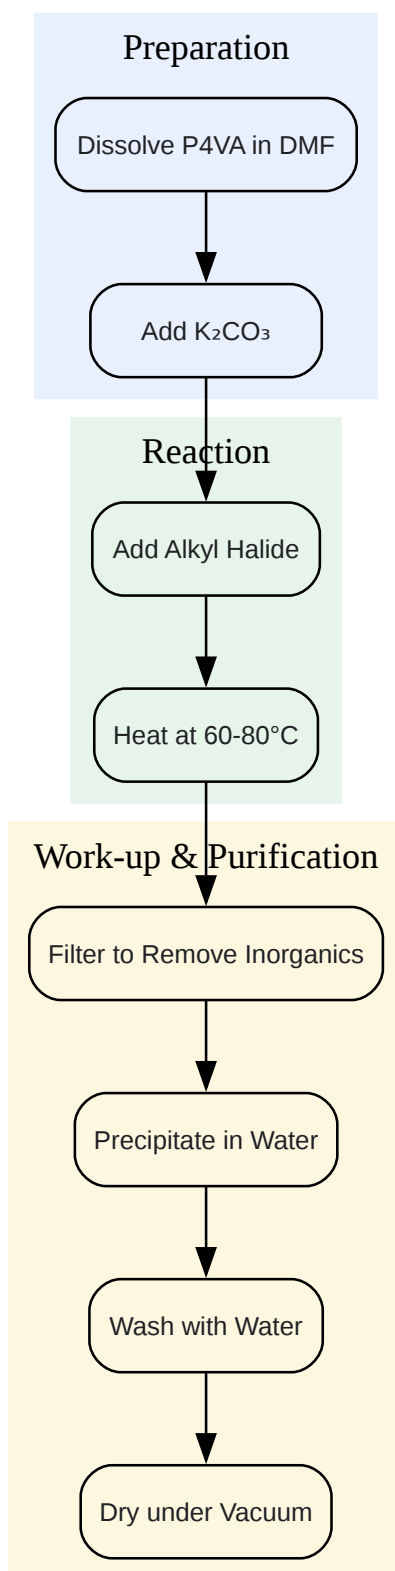 Preparation
Dissolve P4VA in DMF
Add K₂CO₃
Reaction
Add Alkyl Halide
Heat at 60-80°C
Work-up & Purification
Filter to Remove Inorganics
Precipitate in Water
Wash with Water
Dry under Vacuum